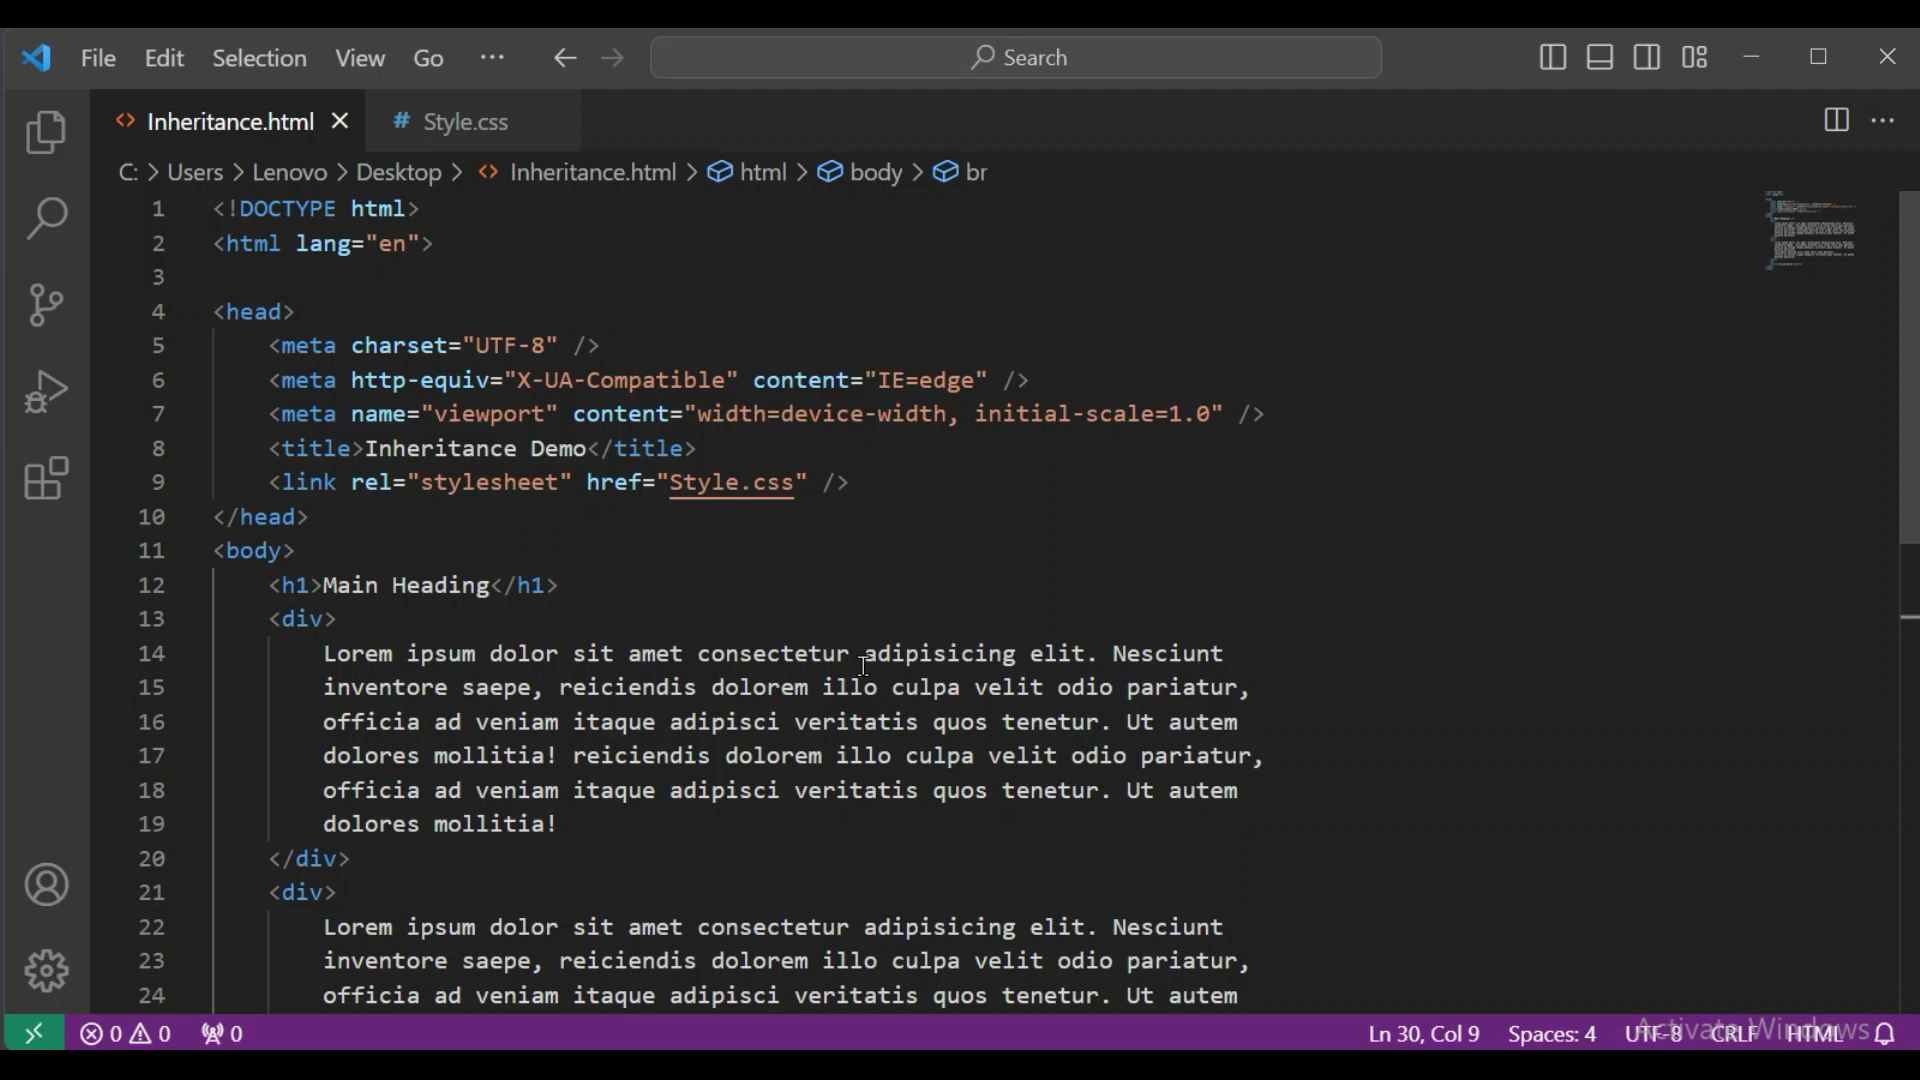 File Edit Selection View Go ··· Search
Inheritance.html Style.css
C: > Users > Lenovo > Desktop > Inheritance.html > html > body > br
1 <!DOCTYPE html>
2 <html lang="en">
3
4 <head>
5 <meta charset="UTF-8" />
6 <meta http-equiv="X-UA-Compatible" content="IE=edge" />
7 <meta name="viewport" content="width=device-width, initial-scale=1.0" />
8 <title>Inheritance Demo</title>
9 <link rel="stylesheet" href="Style.css" />
10 </head>
11 <body>
12 <h1>Main Heading</h1>
13 <div>
14 Lorem ipsum dolor sit amet consectetur adipisicing elit. Nesciunt
15 inventore saepe, reiciendis dolorem illo culpa velit odio pariatur,
16 officia ad veniam itaque adipisci veritatis quos tenetur. Ut autem
17 dolores mollitia! reiciendis dolorem illo culpa velit odio pariatur,
18 officia ad veniam itaque adipisci veritatis quos tenetur. Ut autem
19 dolores mollitia!
20 </div>
21 <div>
22 Lorem ipsum dolor sit amet consectetur adipisicing elit. Nesciunt
23 inventore saepe, reiciendis dolorem illo culpa velit odio pariatur,
24 officia ad veniam itaque adipisci veritatis quos tenetur. Ut autem
0 0 0 Ln 30, Col 9 Spaces: 4 UTF-8 CRLF HTML
Activate Windows